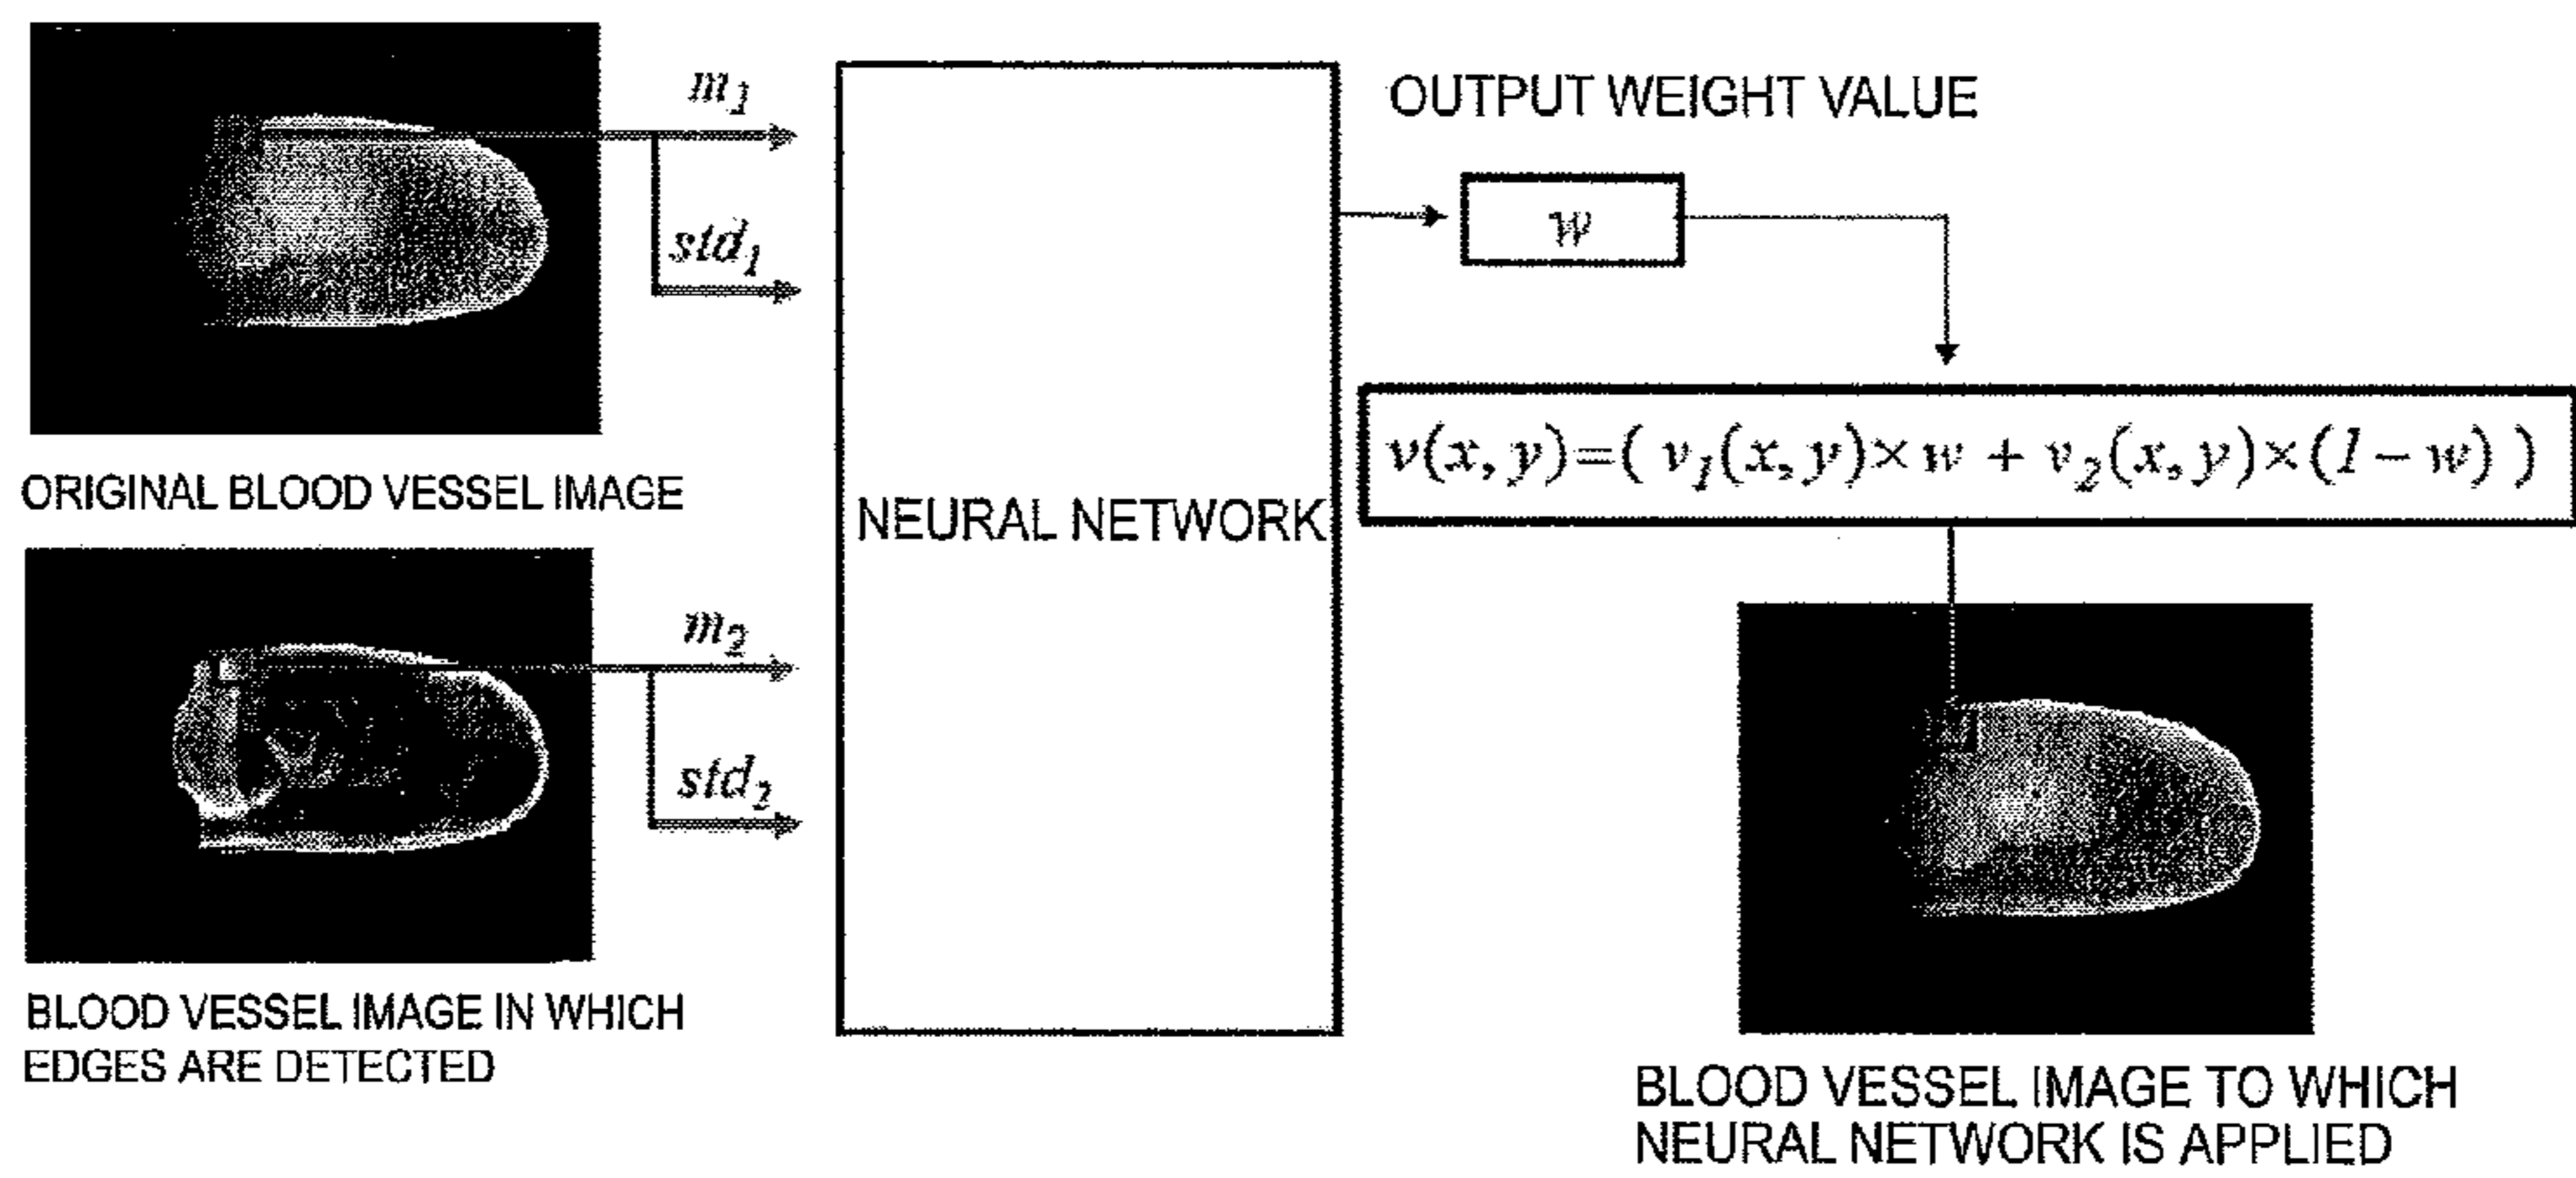 m₁
std₁
ORIGINAL BLOOD VESSEL IMAGE
m₂
std₂
BLOOD VESSEL IMAGE IN WHICH
EDGES ARE DETECTED
NEURAL NETWORK
OUTPUT WEIGHT VALUE
w
v(x, y)=( v₁(x, y)× w + v₂(x, y)×(1 − w) )
BLOOD VESSEL IMAGE TO WHICH
NEURAL NETWORK IS APPLIED